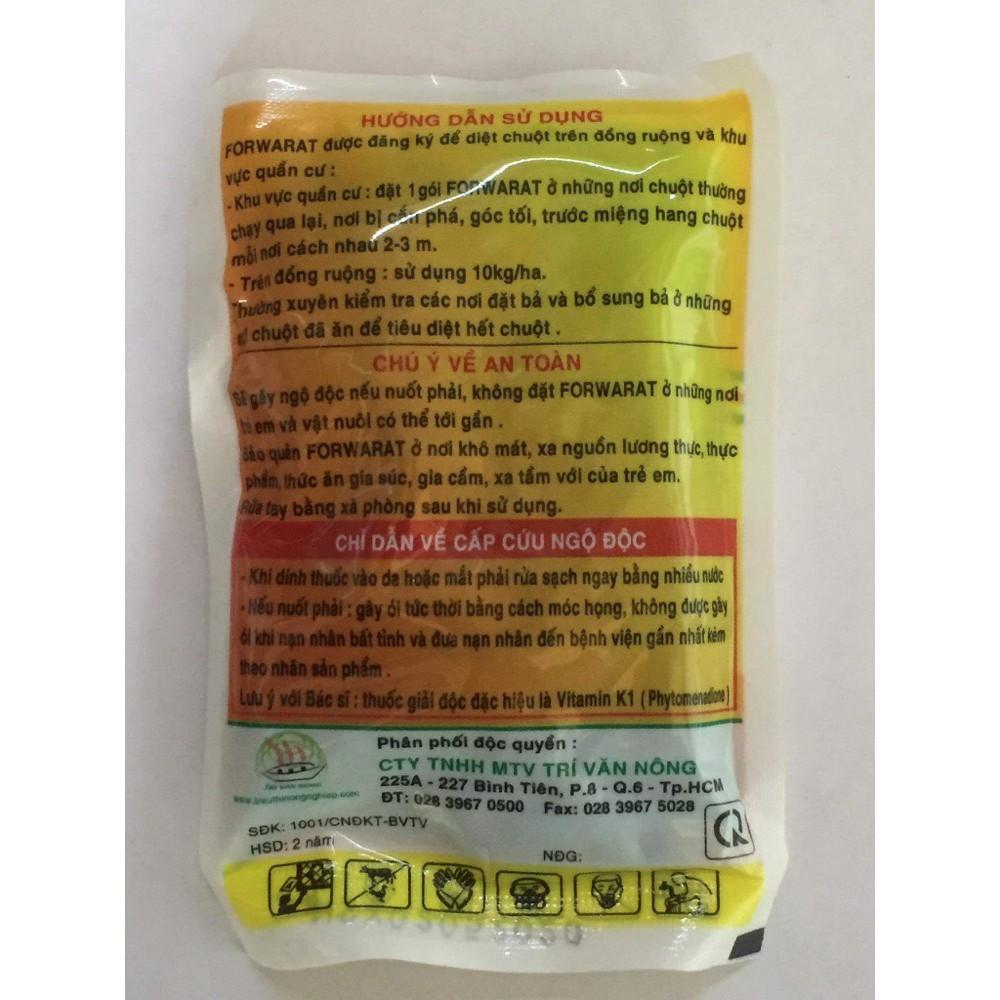 HƯỚNG DẪN SỬ DỤNG
FORWARAT được đăng ký để diệt chuột trên đồng ruộng và khu
vực quần cư :
- Khu vực quần cư : đặt 1 gói FORWARAT ở những nơi chuột thường
chạy qua lại, nơi bị cắn phá, góc tối, trước miệng hang chuột
mỗi nơi cách nhau 2-3 m.
- Trên đồng ruộng : sử dụng 10kg/ha.
Thường xuyên kiểm tra các nơi đặt bả và bổ sung bả ở những
chuột đã ăn để tiêu diệt hết chuột .
CHÚ Ý VỀ AN TOÀN
Sẽ gây ngộ độc nếu nuốt phải, không đặt FORWARAT ở những nơi
trẻ em và vật nuôi có thể tới gần .
Bảo quản FORWARAT ở nơi khô mát, xa nguồn lương thực, thực
phẩm, thức ăn gia súc, gia cầm, xa tầm với của trẻ em.
Rửa tay bằng xà phòng sau khi sử dụng.
CHỈ DẪN VỀ CẤP CỨU NGỘ ĐỘC
- Khi dính thuốc vào da hoặc mắt phải rửa sạch ngay bằng nhiều nước
- Nếu nuốt phải : gây ói tức thời bằng cách móc họng, không được gây
ói khi nạn nhân bất tỉnh và đưa nạn nhân đến bệnh viện gần nhất kèm
theo nhãn sản phẩm .
Lưu ý với Bác sĩ : thuốc giải độc đặc hiệu là Vitamin K1 ( Phytomenadione )
Phân phối độc quyền :
CTY TNHH MTV TRÍ VĂN NÔNG
225A - 227 Bình Tiên, P.8 - Q.6 - Tp.HCM
ĐT: 028 3967 0500 Fax: 028 3967 5028
SĐK: 1001/CNĐKT-BVTV
HSD: 2 năm
NĐG: